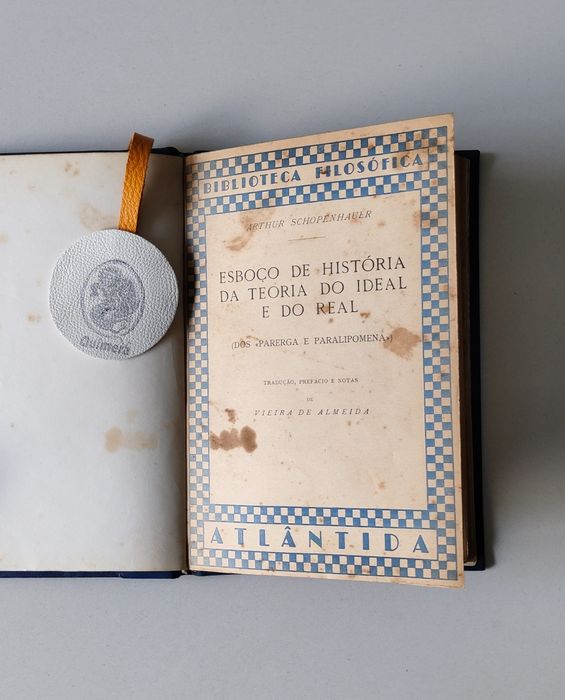 Quimera
BIBLIOTECA FILOSÓFICA
ARTHUR SCHOPENHAUER
ESBOÇO DE HISTÓRIA
DA TEORIA DO IDEAL
E DO REAL
(DOS «PARERGA E PARALIPOMENA»)
TRADUÇÃO, PREFÁCIO E NOTAS
DE
VIEIRA DE ALMEIDA
ATLÂNTIDA